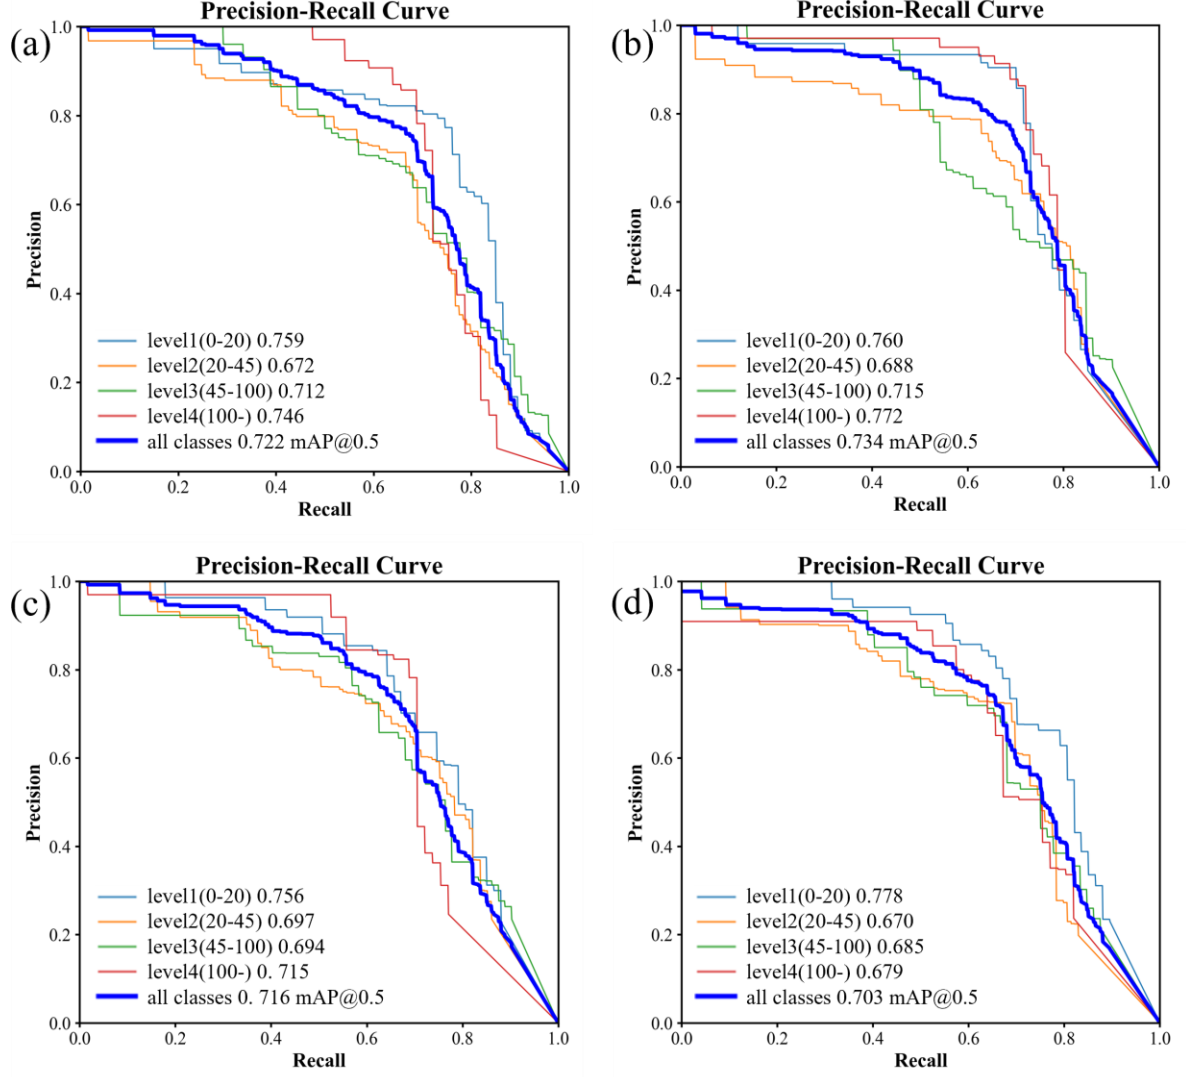 Precision-Recall Curve
(a)
1.0
0.8
0.6
0.4
0.2
0.0
Precision
level1(0-20) 0.759
level2(20-45) 0.672
level3(45-100) 0.712
level4(100-) 0.746
all classes 0.722 mAP@0.5
0.0 0.2 0.4 0.6 0.8 1.0
Recall
Precision-Recall Curve
(b)
1.0
0.8
0.6
0.4
0.2
0.0
Precision
level1(0-20) 0.760
level2(20-45) 0.688
level3(45-100) 0.715
level4(100-) 0.772
all classes 0.734 mAP@0.5
0.0 0.2 0.4 0.6 0.8 1.0
Recall
Precision-Recall Curve
(c)
1.0
0.8
0.6
0.4
0.2
0.0
Precision
level1(0-20) 0.756
level2(20-45) 0.697
level3(45-100) 0.694
level4(100-) 0. 715
all classes 0. 716 mAP@0.5
0.0 0.2 0.4 0.6 0.8 1.0
Recall
Precision-Recall Curve
(d)
1.0
0.8
0.6
0.4
0.2
0.0
Precision
level1(0-20) 0.778
level2(20-45) 0.670
level3(45-100) 0.685
level4(100-) 0.679
all classes 0.703 mAP@0.5
0.0 0.2 0.4 0.6 0.8 1.0
Recall